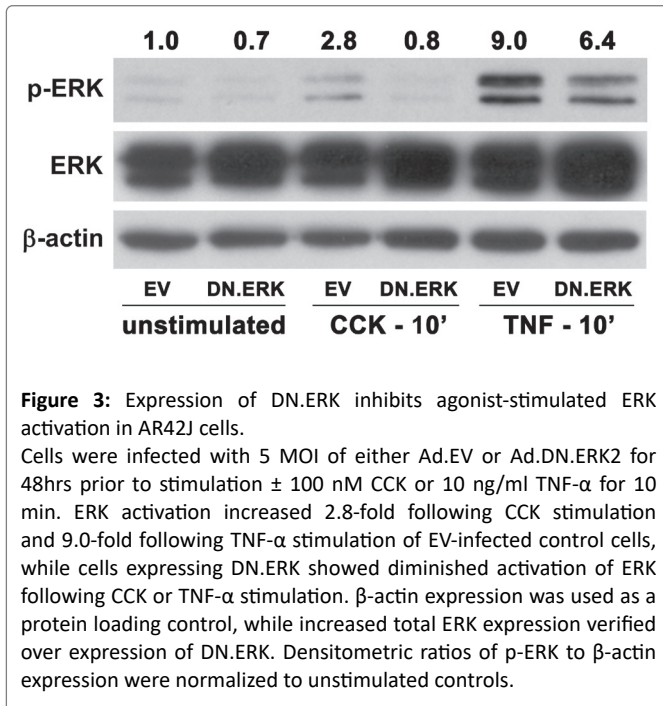 1.0 0.7 2.8 0.8 9.0 6.4
p-ERK
ERK
β-actin
EV DN.ERK EV DN.ERK EV DN.ERK
unstimulated CCK - 10’ TNF - 10’
Figure 3: Expression of DN.ERK inhibits agonist-stimulated ERK
activation in AR42J cells.
Cells were infected with 5 MOI of either Ad.EV or Ad.DN.ERK2 for
48hrs prior to stimulation ± 100 nM CCK or 10 ng/ml TNF-α for 10
min. ERK activation increased 2.8-fold following CCK stimulation
and 9.0-fold following TNF-α stimulation of EV-infected control cells,
while cells expressing DN.ERK showed diminished activation of ERK
following CCK or TNF-α stimulation. β-actin expression was used as a
protein loading control, while increased total ERK expression verified
over expression of DN.ERK. Densitometric ratios of p-ERK to β-actin
expression were normalized to unstimulated controls.